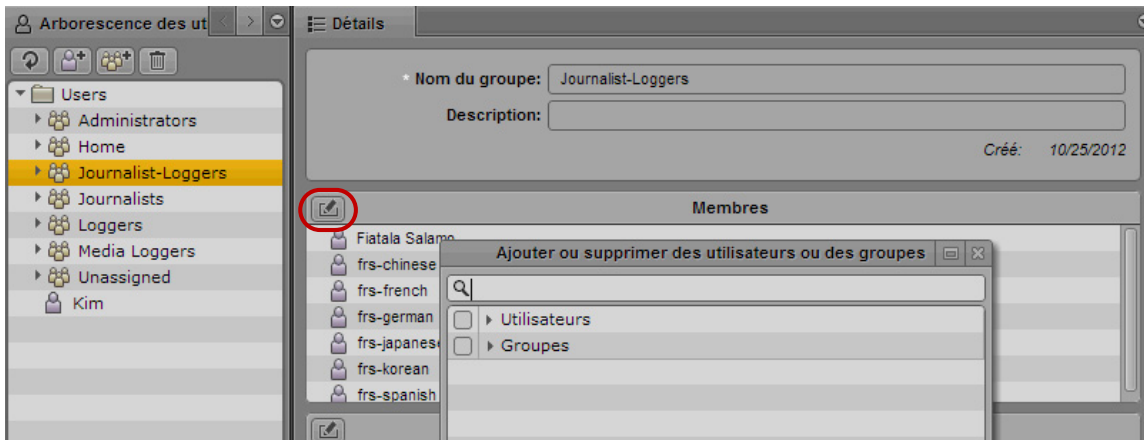 Arborescence des ut
Users
Administrators
Home
Journalist-Loggers
Journalists
Loggers
Media Loggers
Unassigned
Kim
Détails
* Nom du groupe: Journalist-Loggers
Description:
Créé: 10/25/2012
Membres
Fiatala Salamo
frs-chinese
frs-french
frs-german
frs-japanese
frs-korean
frs-spanish
Ajouter ou supprimer des utilisateurs ou des groupes
Utilisateurs
Groupes